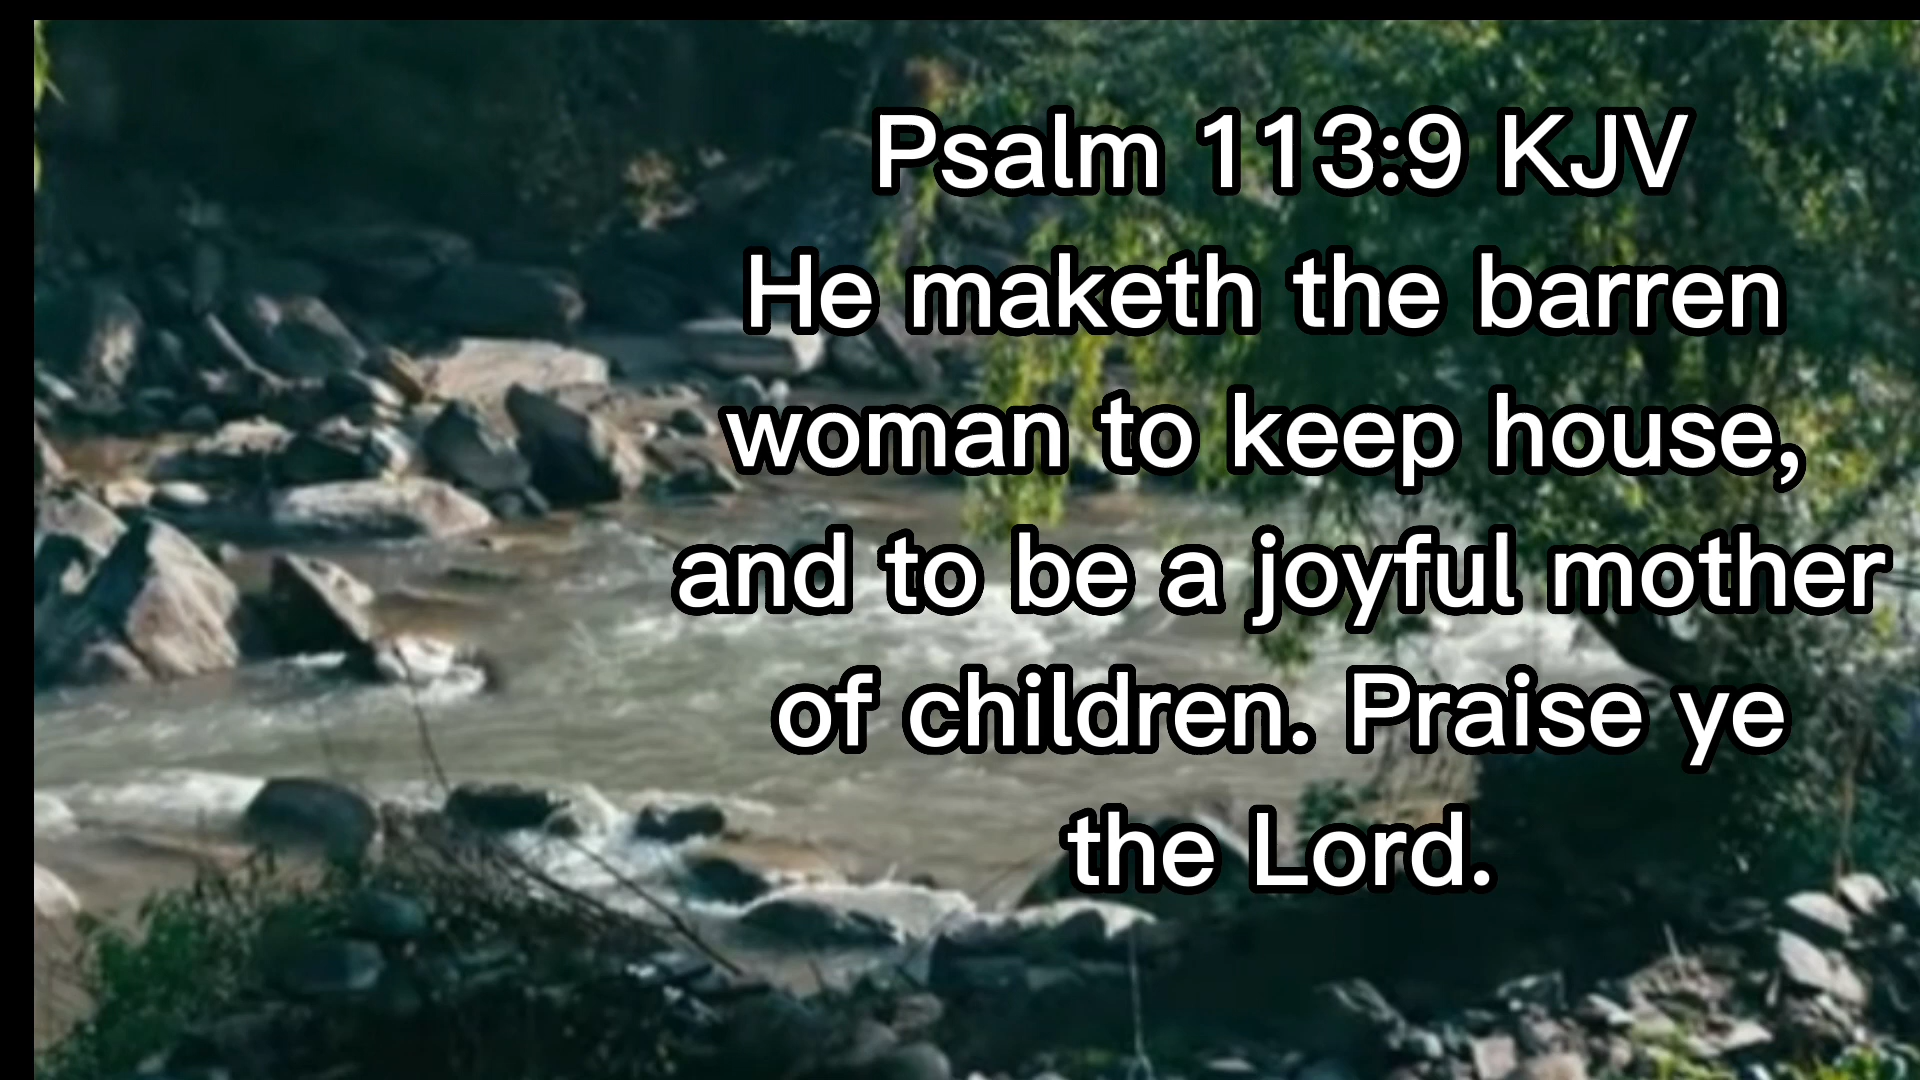 Psalm 113:9 KJV
He maketh the barren
woman to keep house,
and to be a joyful mother
of children. Praise ye
the Lord.